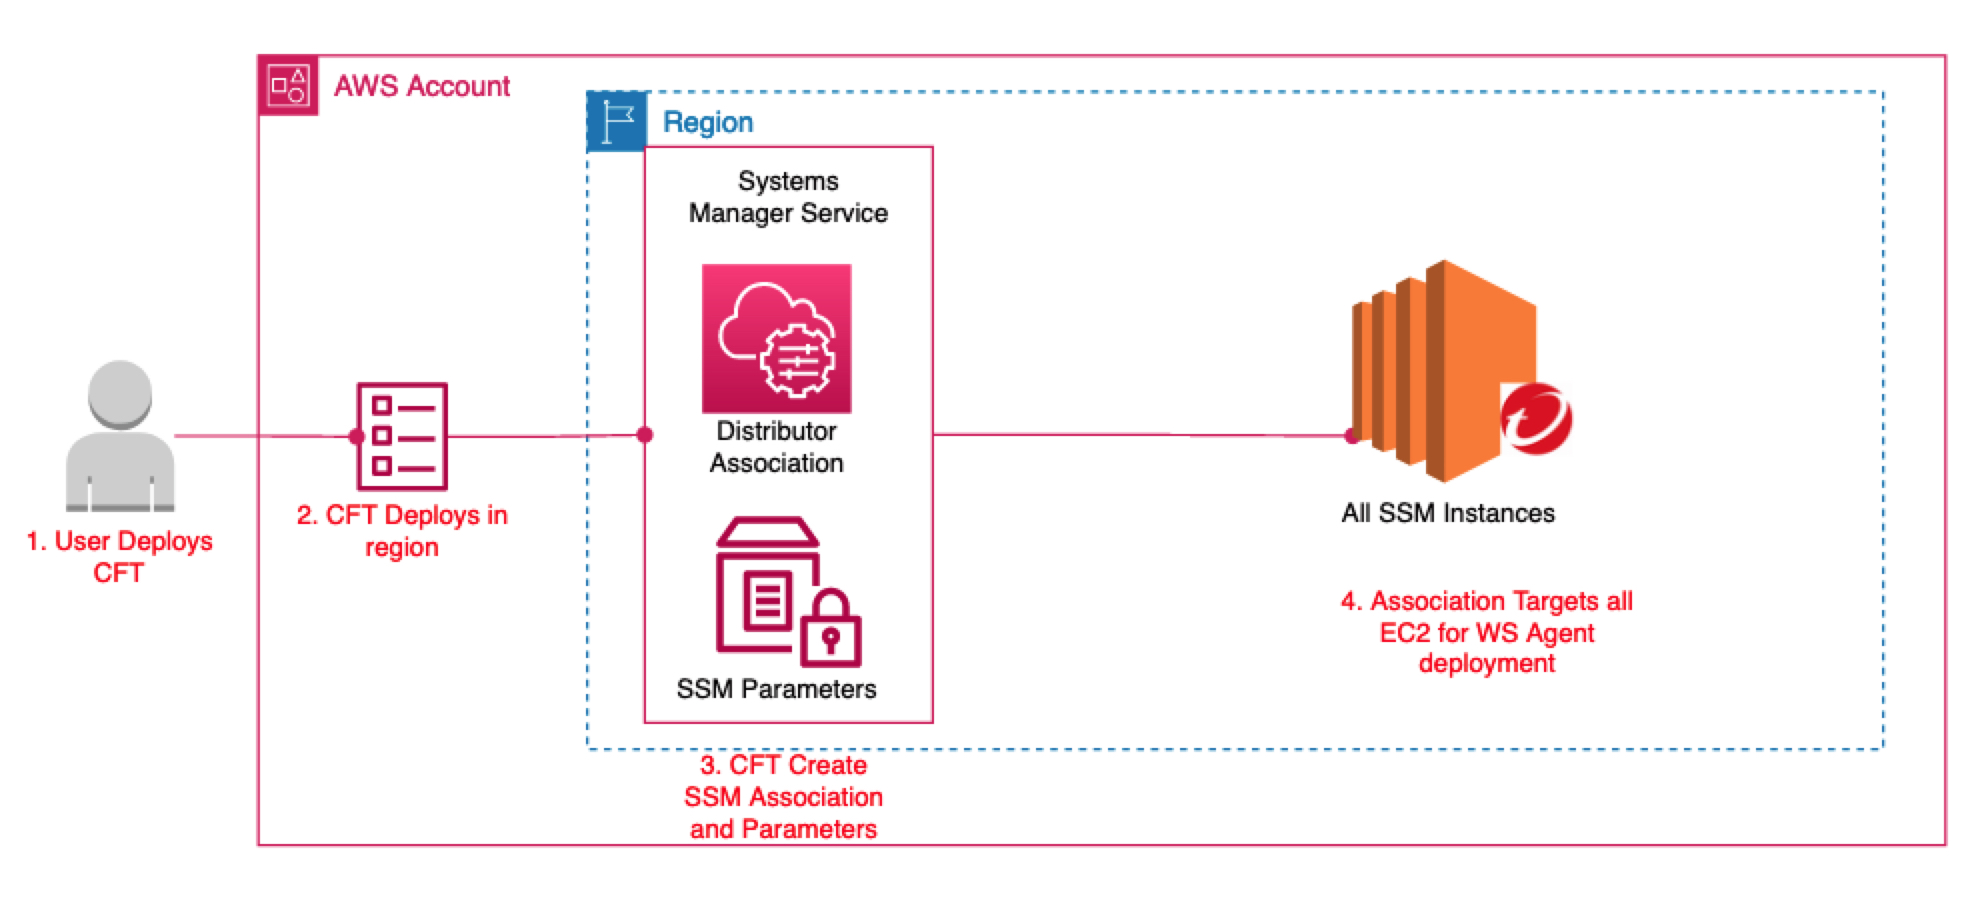 AWS Account
Region
Systems
Manager Service
Distributor
Association
SSM Parameters
1. User Deploys
CFT
2. CFT Deploys in
region
3. CFT Create
SSM Association
and Parameters
All SSM Instances
4. Association Targets all
EC2 for WS Agent
deployment